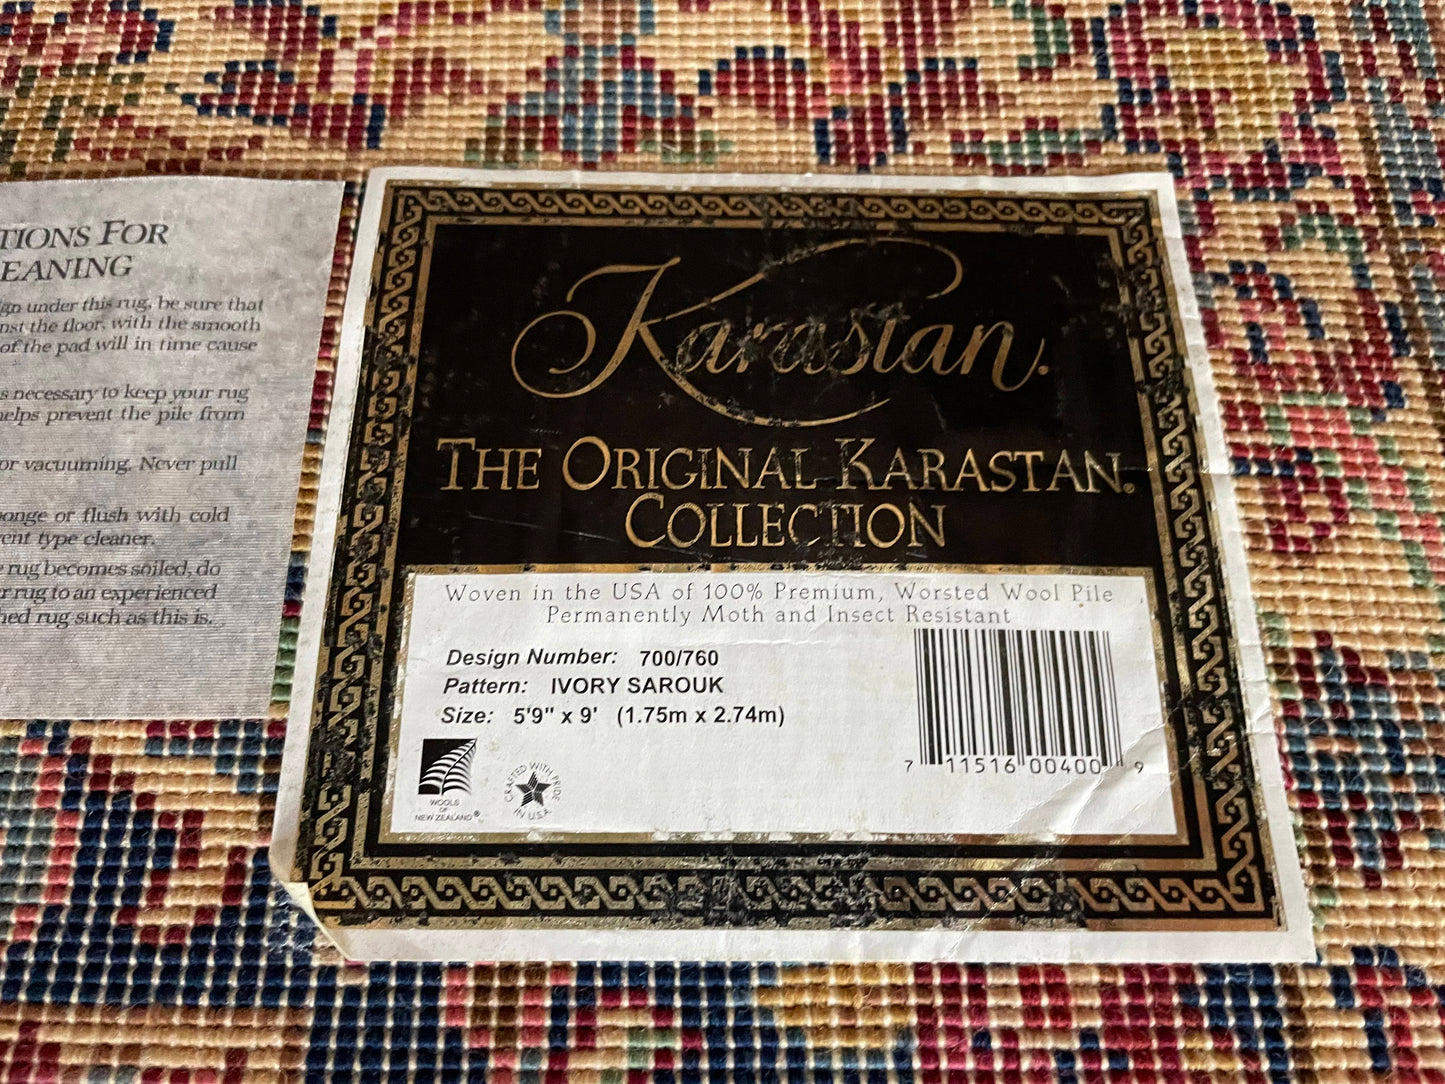 TIONS FOR
EANING
gn under this rug, be sure that
nst the floor, with the smooth
of the pad will in time cause
s necessary to keep your rug
helps prevent the pile from
or vacuuming. Never pull
ponge or flush with cold
ent type cleaner.
e rug becomes soiled, do
r rug to an experienced
hed rug such as this is.
Karastan.
THE ORIGINAL KARASTAN®
COLLECTION
Woven in the USA of 100% Premium, Worsted Wool Pile
Permanently Moth and Insect Resistant
Design Number: 700/760
Pattern: IVORY SAROUK
Size: 5'9" x 9' (1.75m x 2.74m)
7 11516 00400 9
WOOLS
OF
NEW ZEALAND®
CRAFTED WITH PRIDE
IN U.S.A.